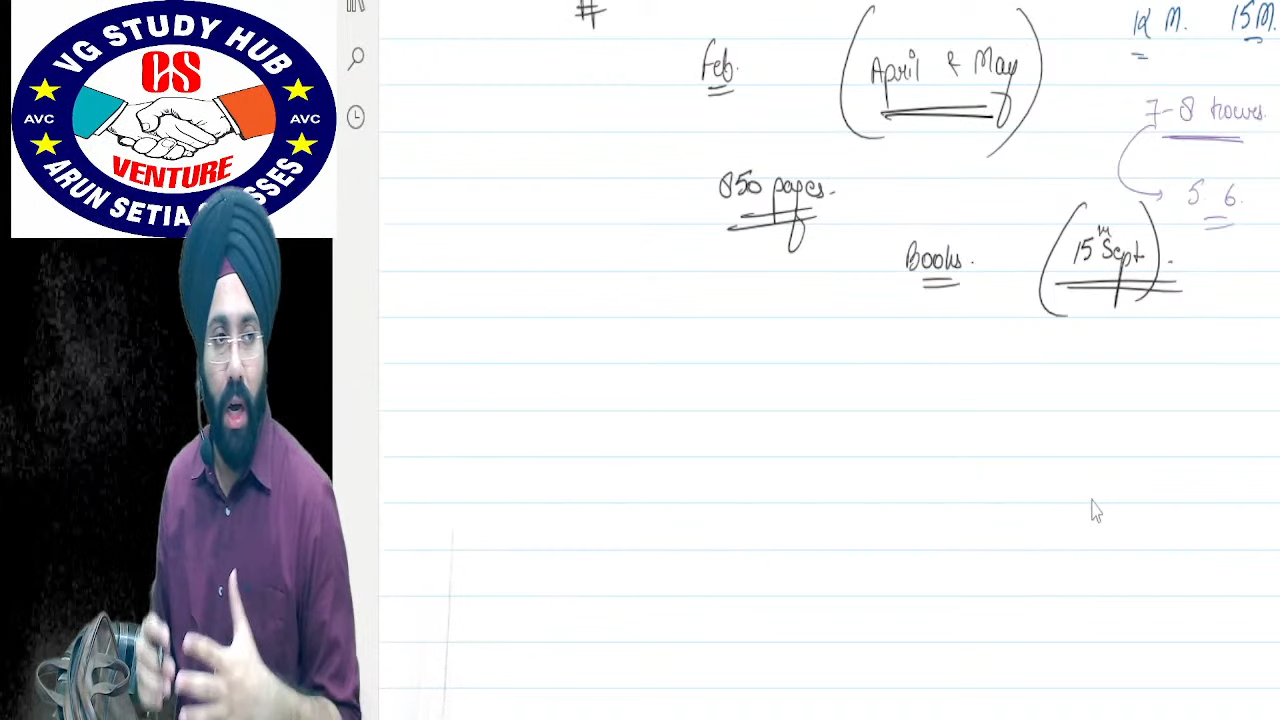 VG STUDY HUB
CS
AVC
AVC
VENTURE
ARUN SETIA
#
12 M. 15 M.
Feb.
April & May
7-8 hours.
850 pages.
5 6.
Books.
15th Sept.